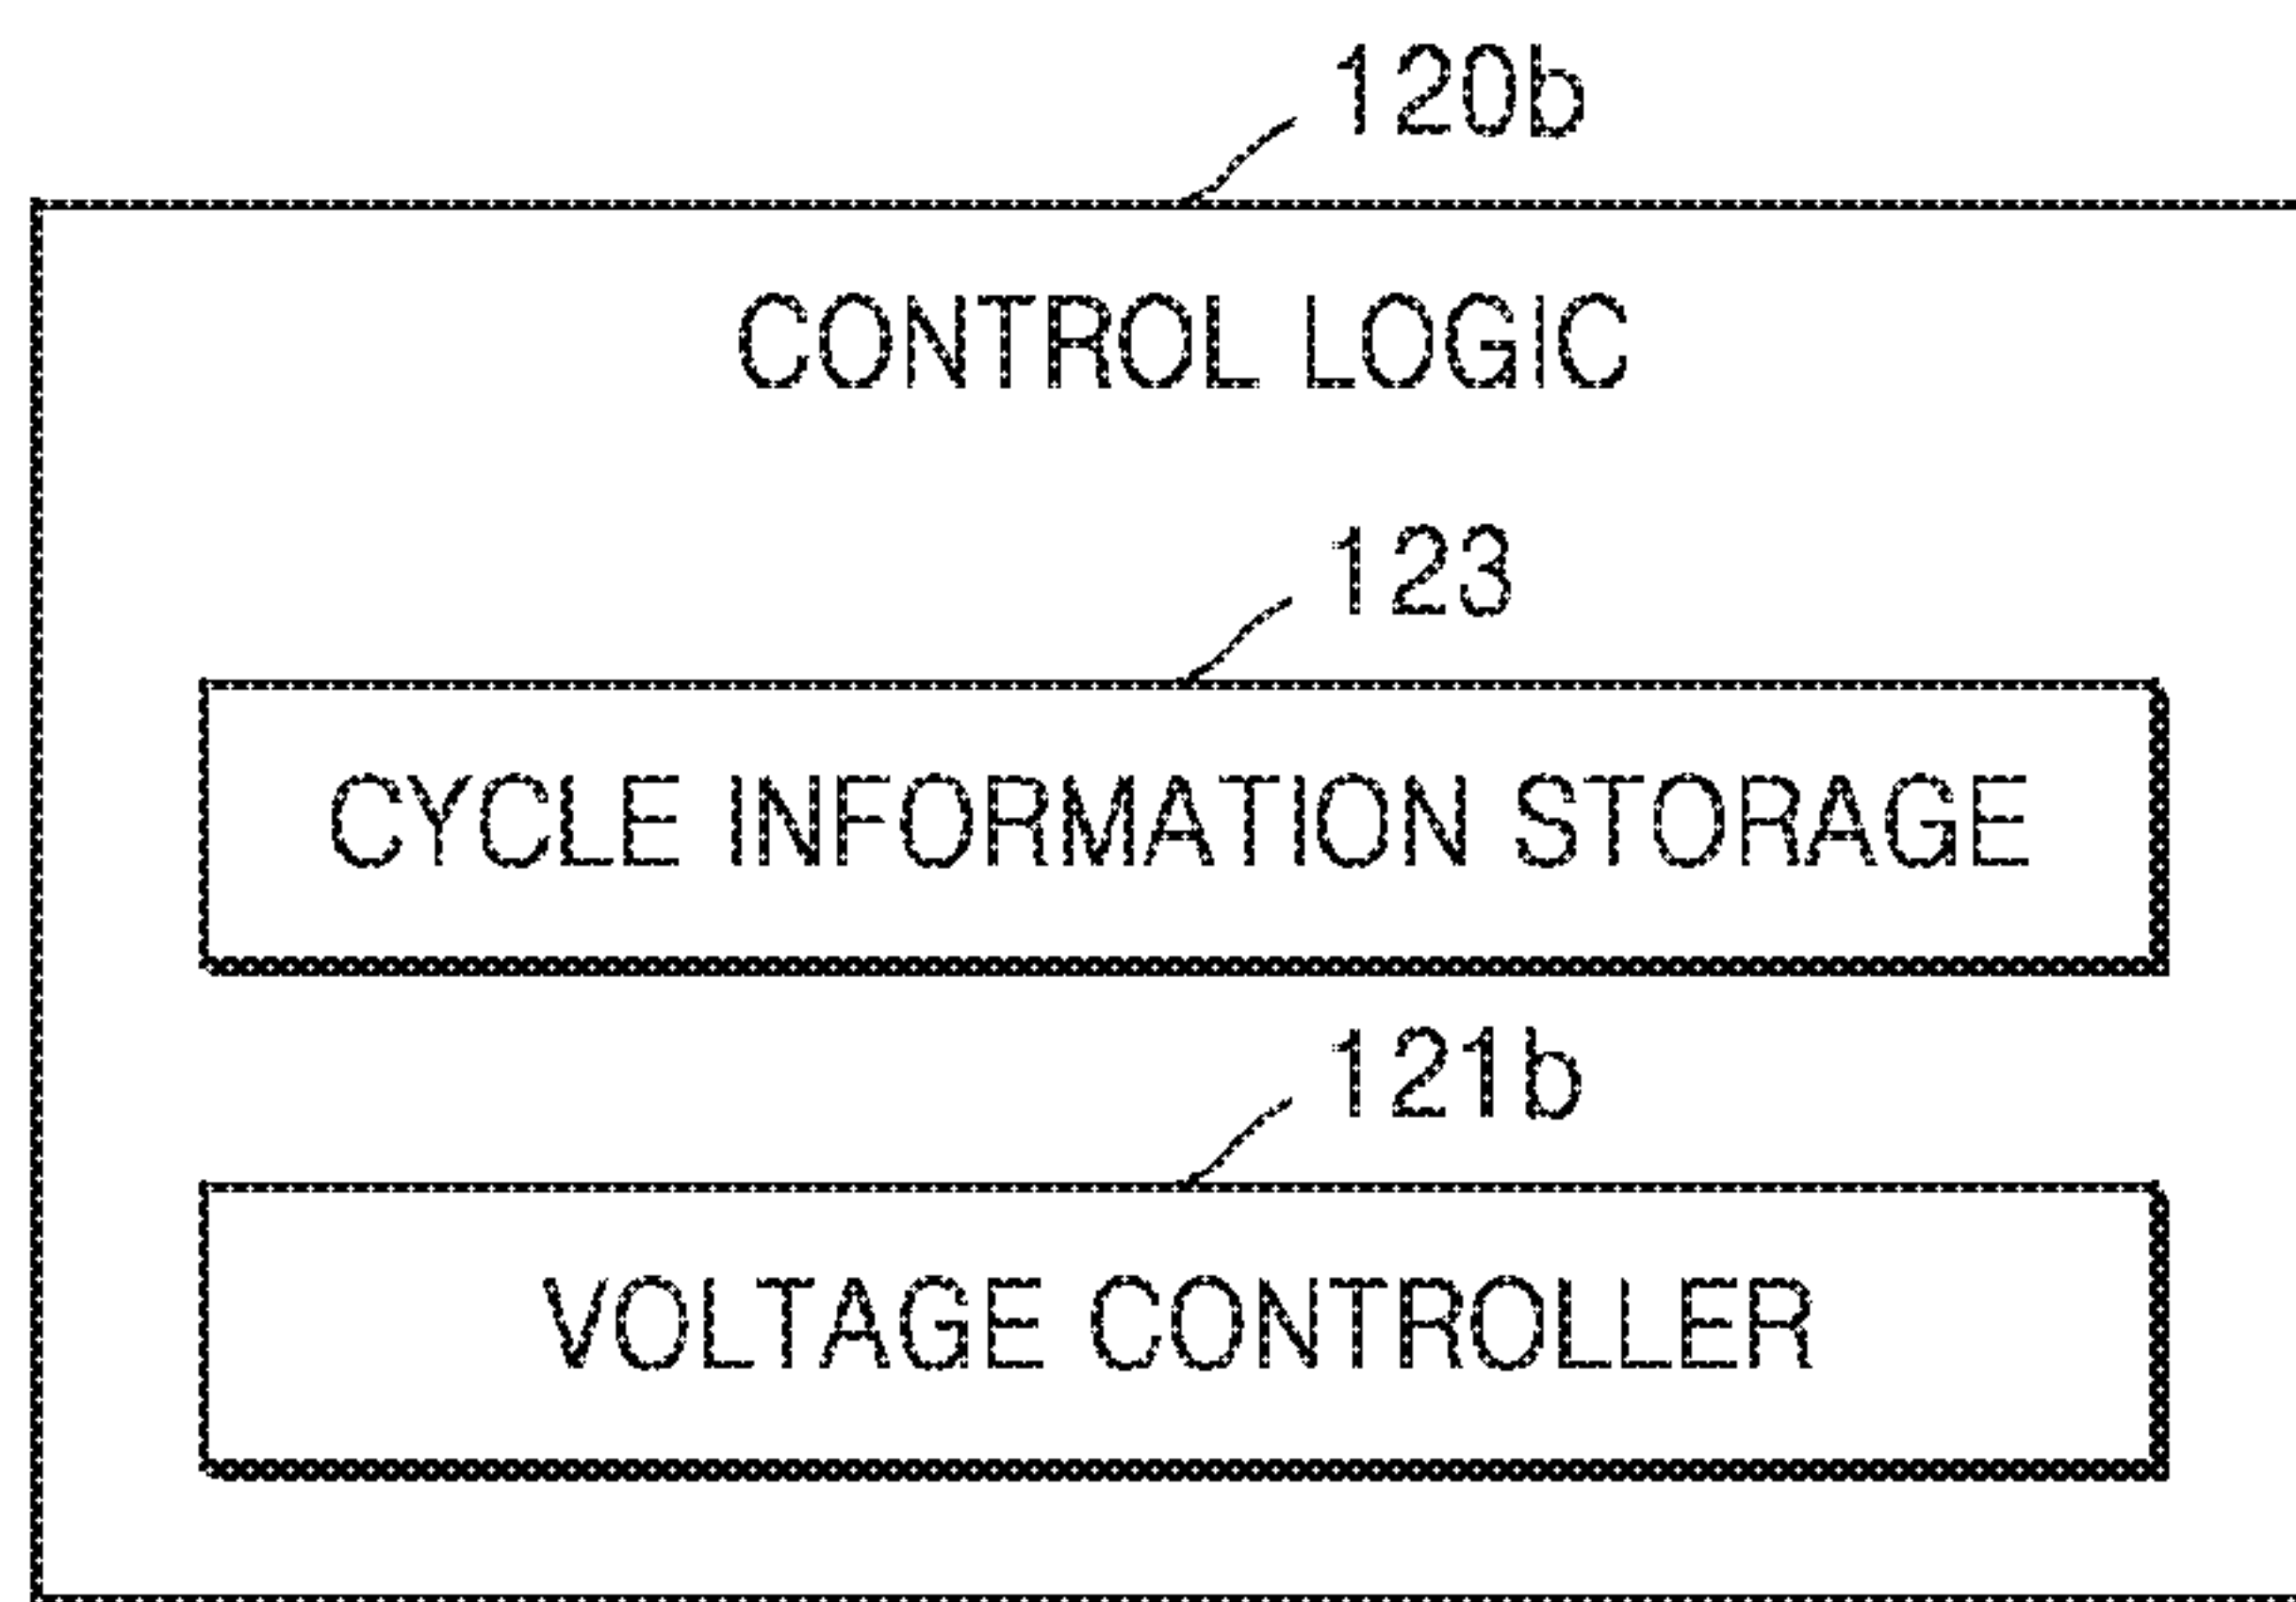 120b
CONTROL LOGIC
123
CYCLE INFORMATION STORAGE
121b
VOLTAGE CONTROLLER